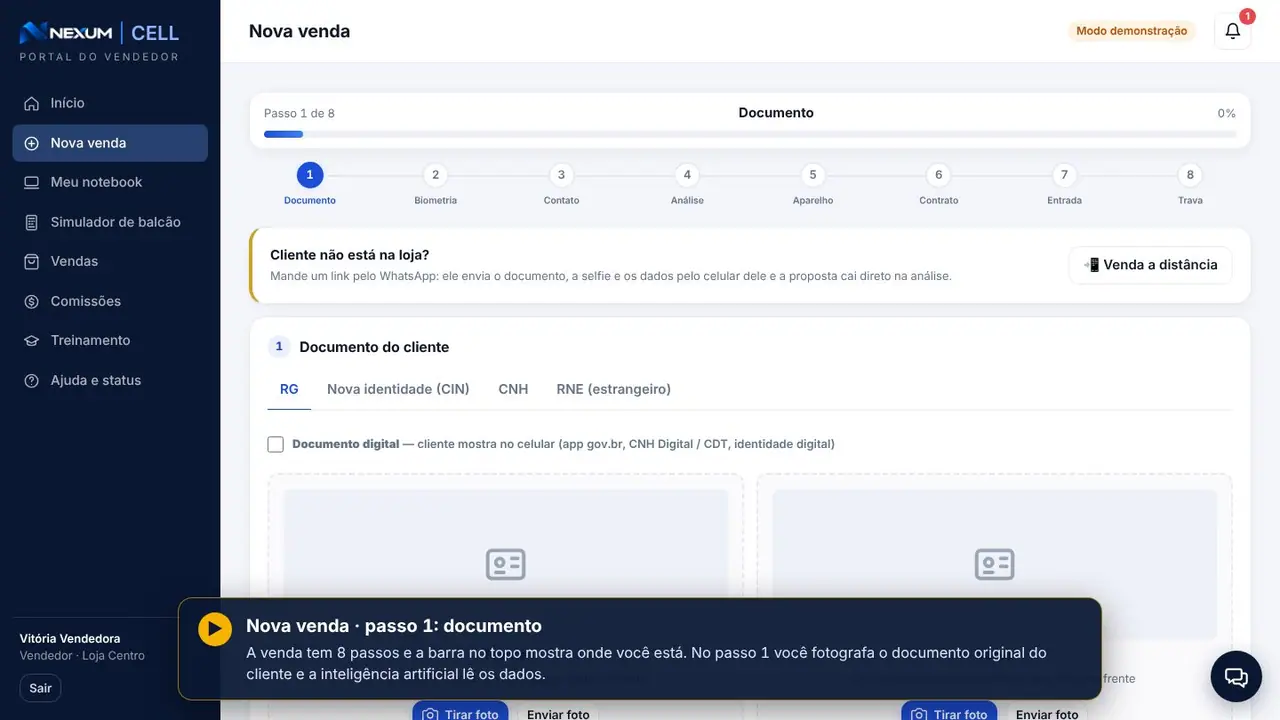 NEXUM | CELL
PORTAL DO VENDEDOR
Início
Nova venda
Meu notebook
Simulador de balcão
Vendas
Comissões
Treinamento
Ajuda e status
Vitória Vendedora
Vendedor · Loja Centro
Sair
Nova venda
Modo demonstração
1
Passo 1 de 8
Documento
0%
1
2
3
4
5
6
7
8
Documento
Biometria
Contato
Análise
Aparelho
Contrato
Entrada
Trava
Cliente não está na loja?
Mande um link pelo WhatsApp: ele envia o documento, a selfie e os dados pelo celular dele e a proposta cai direto na análise.
Venda a distância
1 Documento do cliente
RG
Nova identidade (CIN)
CNH
RNE (estrangeiro)
Documento digital — cliente mostra no celular (app gov.br, CNH Digital / CDT, identidade digital)
frente
Tirar foto
Enviar foto
Tirar foto
Enviar foto
Nova venda · passo 1: documento
A venda tem 8 passos e a barra no topo mostra onde você está. No passo 1 você fotografa o documento original do
cliente e a inteligência artificial lê os dados.